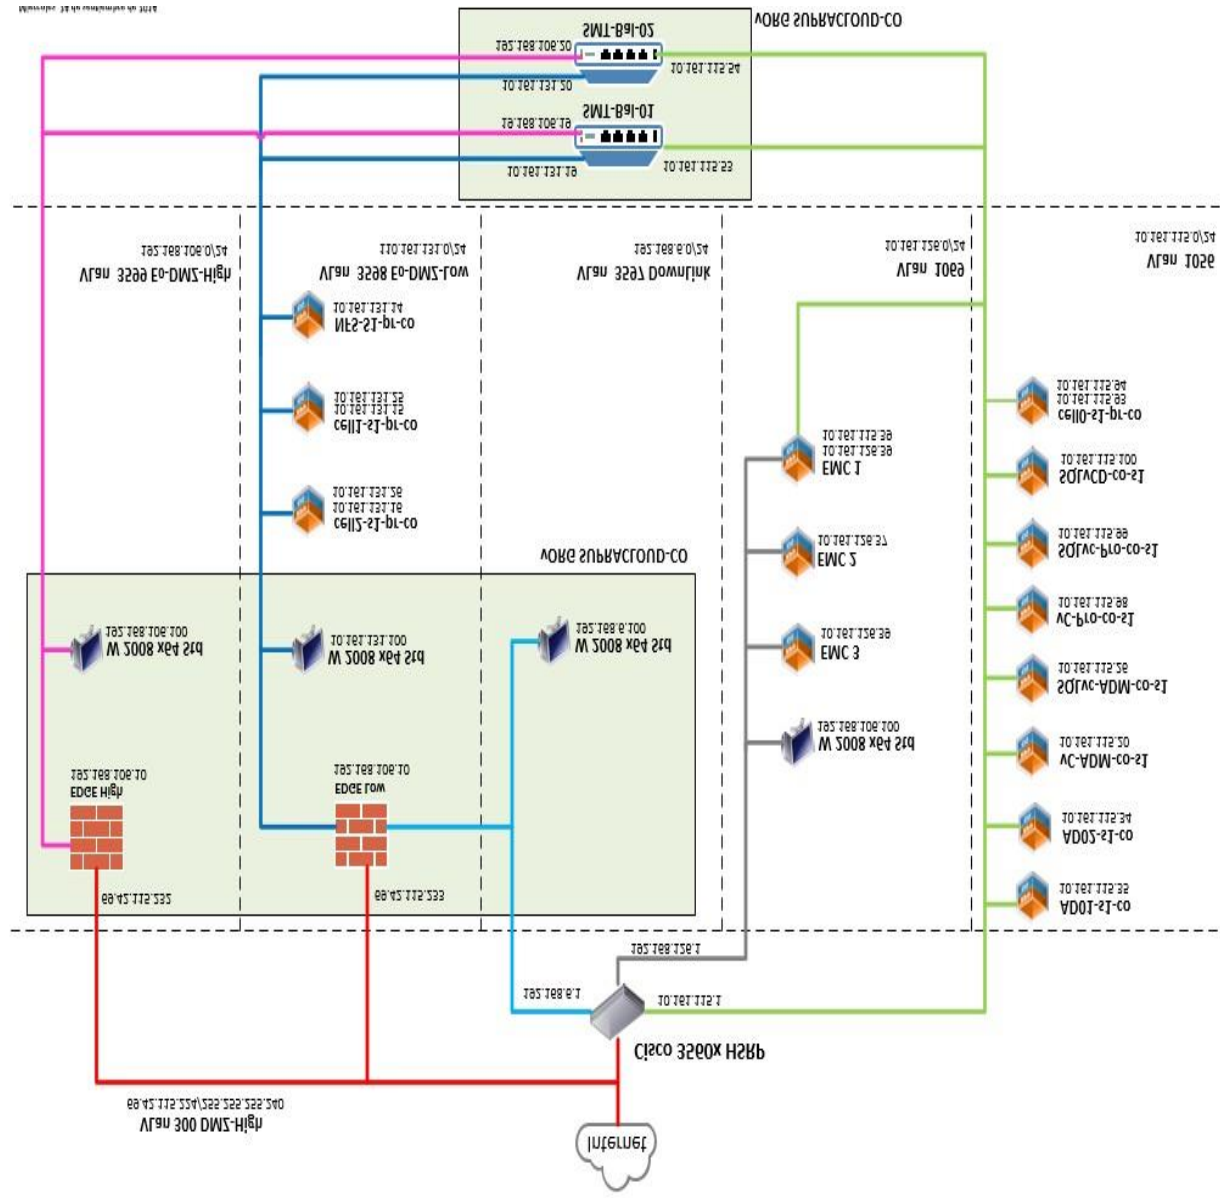 Internet
VLan 300 DMZ-High
69.42.115.224/255.255.255.240
Cisco 3560x HSRP
192.168.6.1
10.161.115.1
192.168.126.1
69.42.115.232
69.42.115.233
EDGE High
192.168.106.10
EDGE Low
192.168.106.10
W 2008 x64 Std
192.168.106.100
W 2008 x64 Std
10.161.131.100
W 2008 x64 Std
192.168.6.100
vORG SUPRACLOUD-CO
cell2-s1-pr-co
10.161.131.16
10.161.131.26
cell1-s1-pr-co
10.161.131.15
10.161.131.25
NFS-S1-pr-co
10.161.131.14
W 2008 x64 Std
192.168.106.100
EMC 3
10.161.126.39
EMC 2
10.161.126.37
EMC 1
10.161.126.39
10.161.115.39
AD01-s1-co
10.161.115.35
AD02-s1-co
10.161.115.34
vC-ADM-co-s1
10.161.115.20
SQLvc-ADM-co-s1
10.161.115.26
vC-Pro-co-s1
10.161.115.98
SQLvc-Pro-co-s1
10.161.115.99
SQLvCD-co-s1
10.161.115.100
cell0-s1-pr-co
10.161.115.93
10.161.115.94
VLan 3599 Eo-DMZ-High
192.168.106.0/24
VLan 3598 Eo-DMZ-Low
110.161.131.0/24
VLan 3597 DownLink
192.168.6.0/24
VLan 1069
10.161.126.0/24
VLan 1056
10.161.115.0/24
10.161.131.19
10.161.115.53
19.168.106.19
SMT-Bal-01
10.161.131.20
10.161.115.54
192.168.106.20
SMT-Bal-02
vORG SUPRACLOUD-CO
Miercoles, 24 de septiembre de 2014